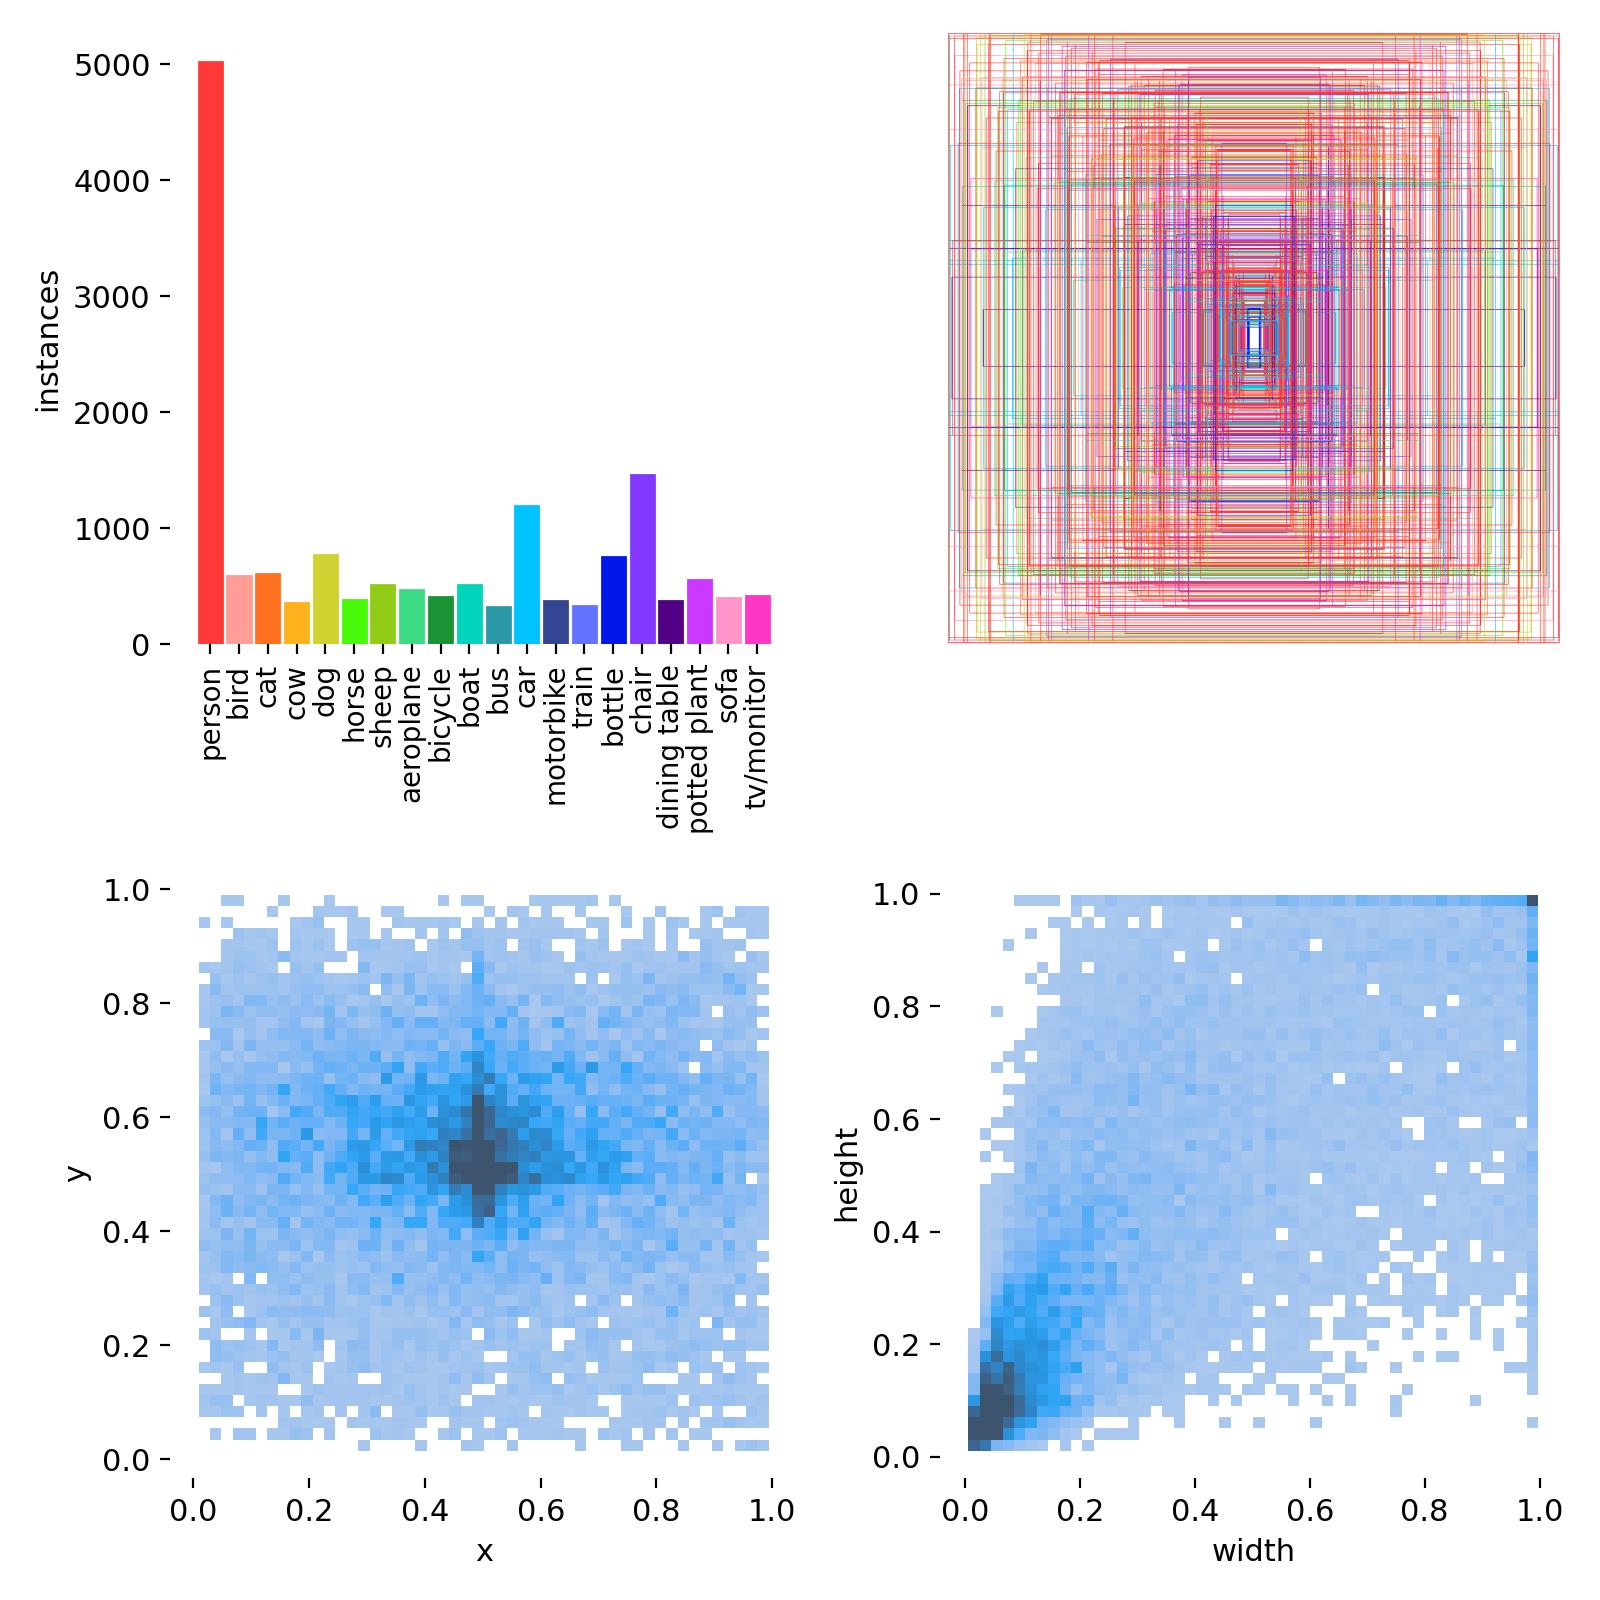 5000
4000
3000
2000
1000
0
instances
person
bird
cat
cow
dog
horse
sheep
aeroplane
bicycle
boat
bus
car
motorbike
train
bottle
chair
dining table
potted plant
sofa
tv/monitor
1.0
0.8
0.6
0.4
0.2
0.0
y
0.0 0.2 0.4 0.6 0.8 1.0
x
1.0
0.8
0.6
0.4
0.2
0.0
height
0.0 0.2 0.4 0.6 0.8 1.0
width